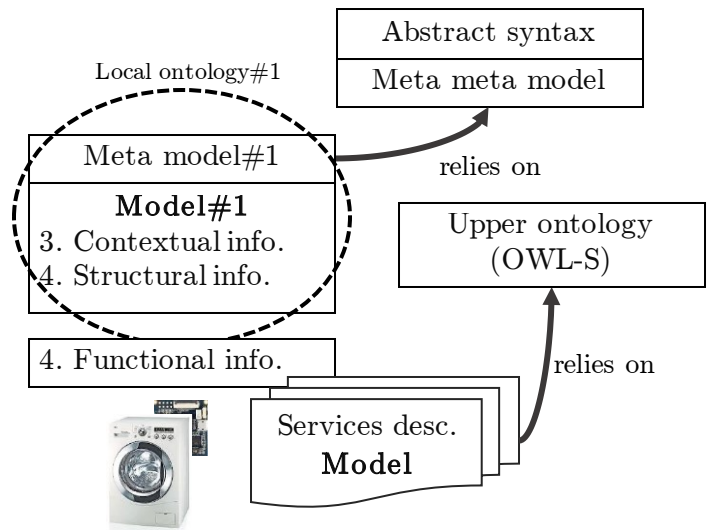 Abstract syntax
Meta meta model
Local ontology#1
Meta model#1
relies on
Model#1
3. Contextual info.
4. Structural info.
Upper ontology
(OWL-S)
4. Functional info.
relies on
Services desc.
Model